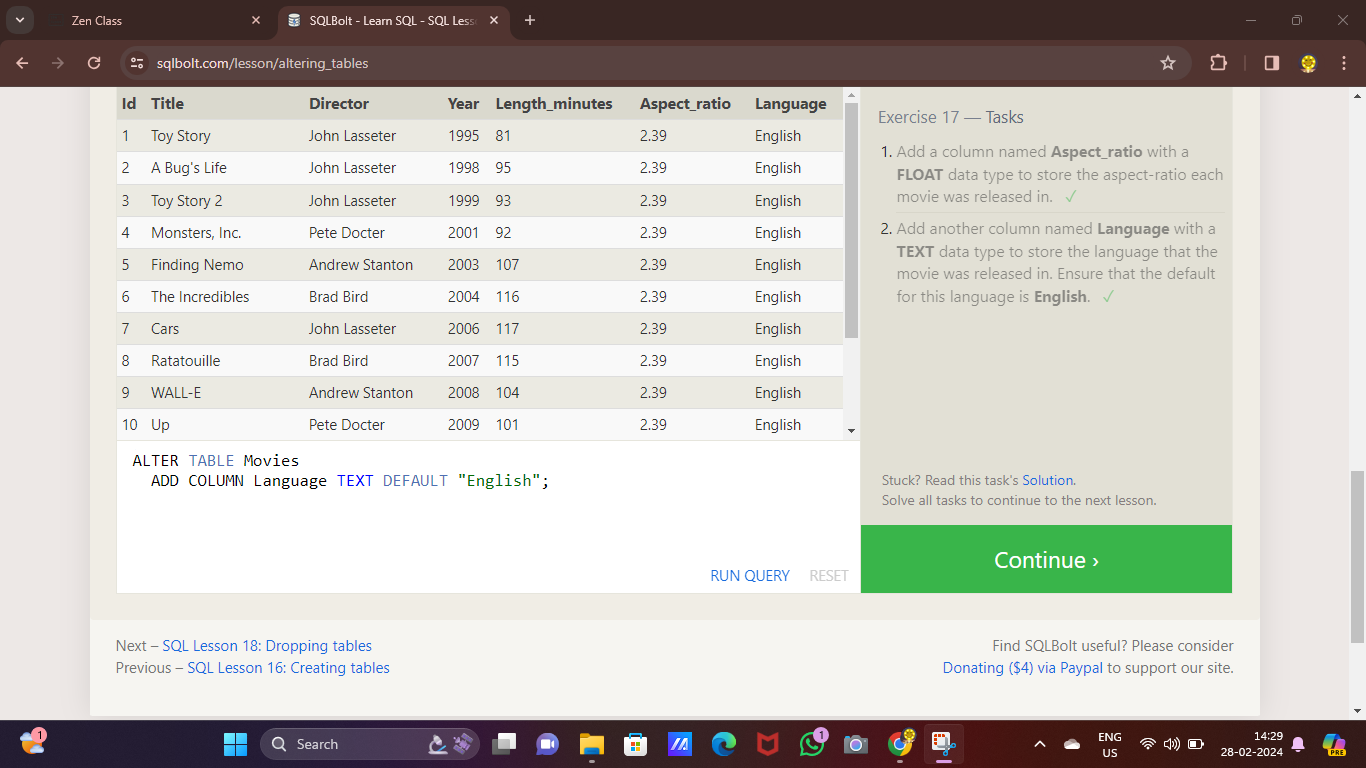 Zen Class
SQLBolt - Learn SQL - SQL Less
sqlbolt.com/lesson/altering_tables
Id Title Director Year Length_minutes Aspect_ratio Language
1 Toy Story John Lasseter 1995 81 2.39 English
2 A Bug's Life John Lasseter 1998 95 2.39 English
3 Toy Story 2 John Lasseter 1999 93 2.39 English
4 Monsters, Inc. Pete Docter 2001 92 2.39 English
5 Finding Nemo Andrew Stanton 2003 107 2.39 English
6 The Incredibles Brad Bird 2004 116 2.39 English
7 Cars John Lasseter 2006 117 2.39 English
8 Ratatouille Brad Bird 2007 115 2.39 English
9 WALL-E Andrew Stanton 2008 104 2.39 English
10 Up Pete Docter 2009 101 2.39 English
ALTER TABLE Movies
ADD COLUMN Language TEXT DEFAULT "English";
RUN QUERY RESET
Exercise 17 — Tasks
1. Add a column named Aspect_ratio with a
FLOAT data type to store the aspect-ratio each
movie was released in. ✓
2. Add another column named Language with a
TEXT data type to store the language that the
movie was released in. Ensure that the default
for this language is English. ✓
Stuck? Read this task's Solution.
Solve all tasks to continue to the next lesson.
Continue ›
Next – SQL Lesson 18: Dropping tables
Previous – SQL Lesson 16: Creating tables
Find SQLBolt useful? Please consider
Donating ($4) via Paypal to support our site.
1
Search
1
PRE
ENG
US
14:29
28-02-2024